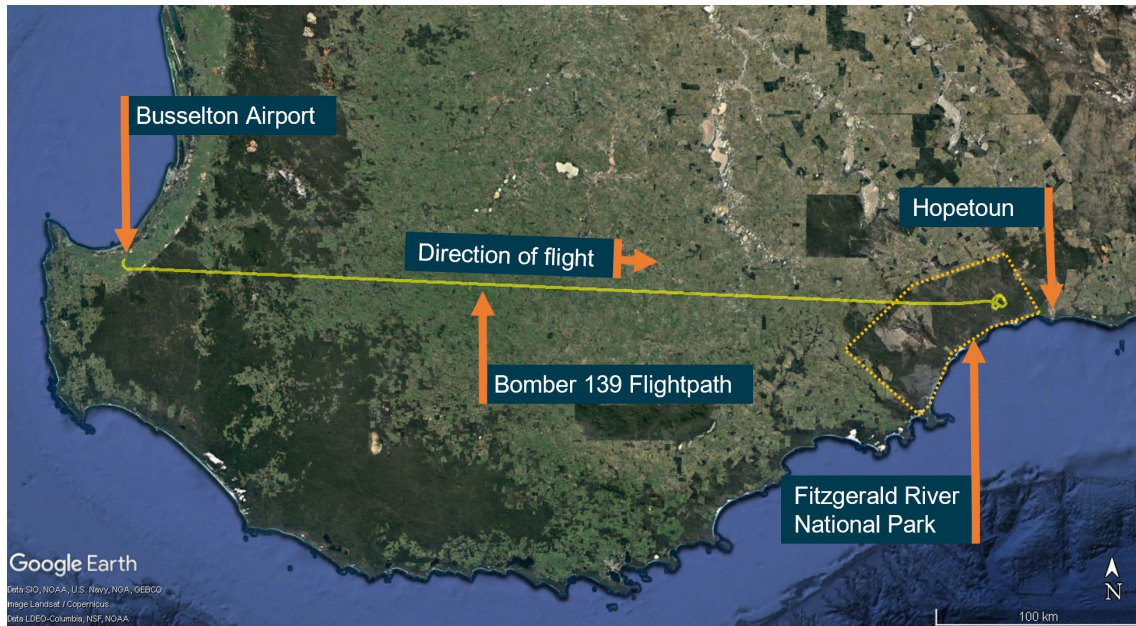 Busselton Airport
Hopetoun
Direction of flight
Bomber 139 Flightpath
Fitzgerald River
National Park
Google Earth
Data SIO, NOAA, U.S. Navy, NGA, GEBCO
Image Landsat / Copernicus
Data LDEO-Columbia, NSF, NOAA
N
100 km